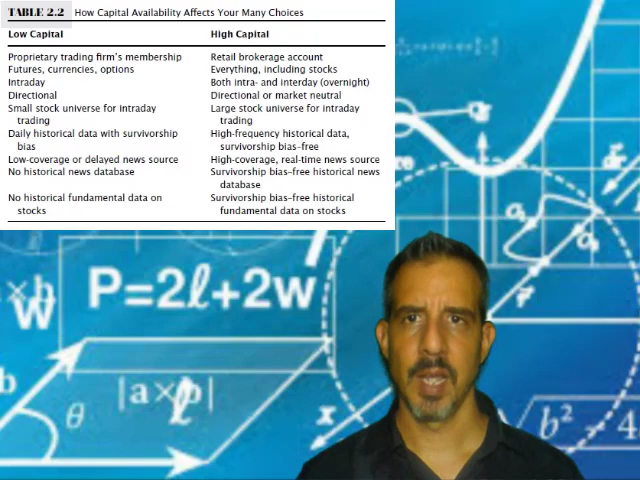 TABLE 2.2 How Capital Availability Affects Your Many Choices
Low Capital High Capital
Proprietary trading firm's membership Retail brokerage account
Futures, currencies, options Everything, including stocks
Intraday Both intra- and interday (overnight)
Directional Directional or market neutral
Small stock universe for intraday Large stock universe for intraday
trading trading
Daily historical data with survivorship High-frequency historical data,
bias survivorship bias–free
Low-coverage or delayed news source High-coverage, real-time news source
No historical news database Survivorship bias–free historical news
database
No historical fundamental data on Survivorship bias–free historical
stocks fundamental data on stocks
P=2ℓ+2w
W
b
θ
|a×b|
ℓ
x
b² - 4